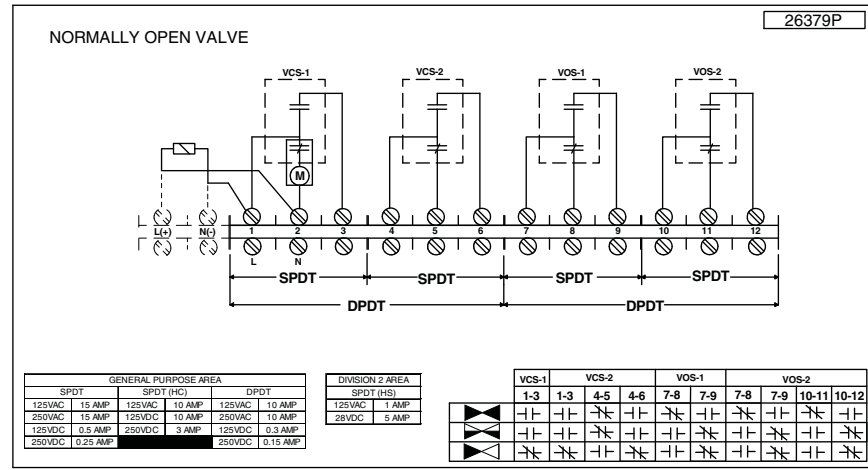 26379P
NORMALLY OPEN VALVE
VCS-1 VCS-2 VOS-1 VOS-2
M
L(+) N(-) 1 2 3 4 5 6 7 8 9 10 11 12
L N
SPDT SPDT SPDT SPDT
DPDT DPDT
GENERAL PURPOSE AREA
SPDT SPDT (HC) DPDT
125VAC 15 AMP 125VAC 10 AMP 125VAC 10 AMP
250VAC 15 AMP 125VDC 10 AMP 250VAC 10 AMP
125VDC 0.5 AMP 250VDC 3 AMP 125VDC 0.3 AMP
250VDC 0.25 AMP 250VDC 0.15 AMP
DIVISION 2 AREA
SPDT (HS)
125VAC 1 AMP
28VDC 5 AMP
VCS-1 VCS-2 VOS-1 VOS-2
1-3 1-3 4-5 4-6 7-8 7-9 7-8 7-9 10-11 10-12